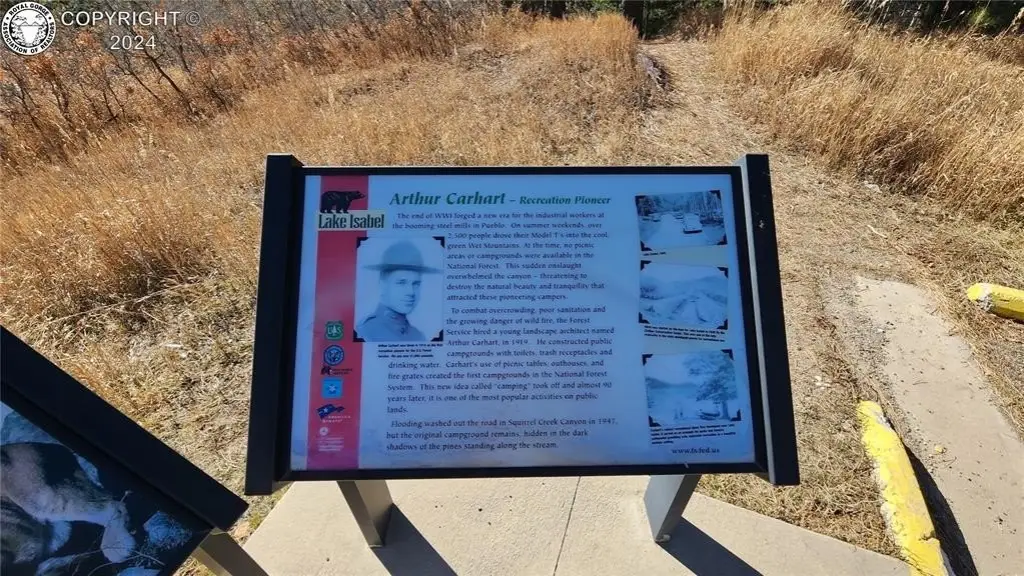 COPYRIGHT ©
2024
ROYAL GORGE
ASSOCIATION OF REALTORS
Lake Isabel
Arthur Carhart – Recreation Pioneer
The end of WWI forged a new era for the industrial workers at
the booming steel mills in Pueblo. On summer weekends, over
2,500 people drove their Model T's into the cool,
green Wet Mountains. At the time, no picnic
areas or campgrounds were available in the
National Forest. This sudden onslaught
overwhelmed the canyon – threatening to
destroy the natural beauty and tranquility that
attracted these pioneering campers.
To combat overcrowding, poor sanitation and
the growing danger of wild fire, the Forest
Service hired a young landscape architect named
Arthur Carhart, in 1919. He constructed public
campgrounds with toilets, trash receptacles and
drinking water. Carhart's use of picnic tables, outhouses, and
fire grates created the first campgrounds in the National Forest
System. This new idea called "camping" took off and almost 90
years later, it is one of the most popular activities on public
lands.
Flooding washed out the road in Squirrel Creek Canyon in 1947,
but the original campground remains, hidden in the dark
shadows of the pines standing along the stream.
www.fs.fed.us